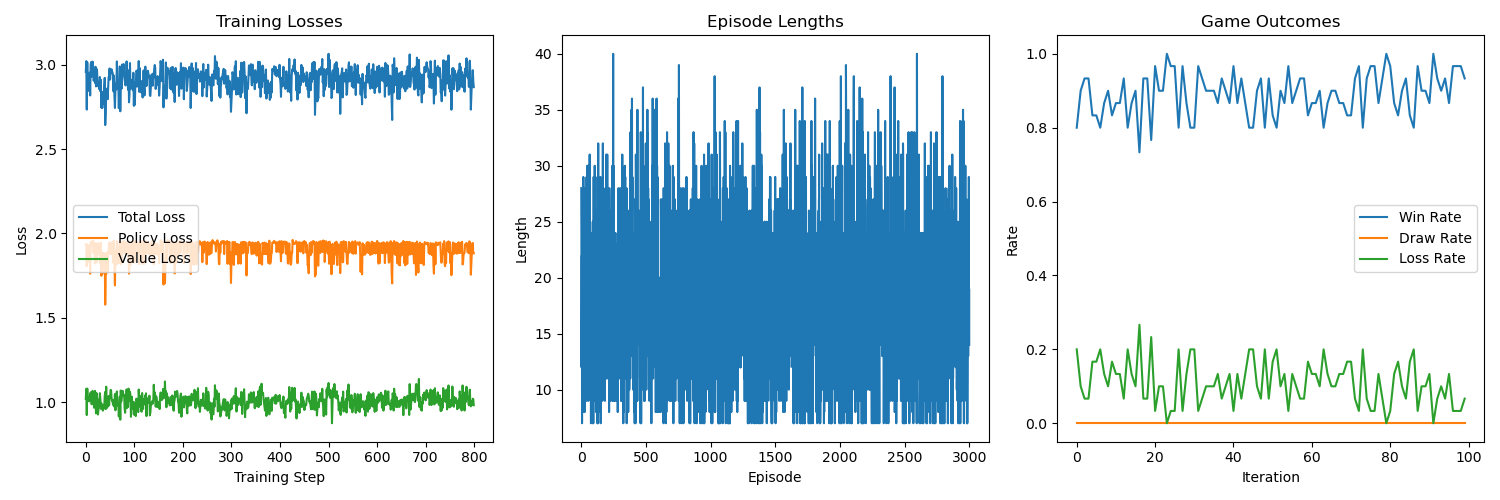 Training Losses
Loss
3.0
2.5
2.0
1.5
1.0
Total Loss
Policy Loss
Value Loss
0 100 200 300 400 500 600 700 800
Training Step
Episode Lengths
Length
40
35
30
25
20
15
10
0 500 1000 1500 2000 2500 3000
Episode
Game Outcomes
Rate
1.0
0.8
0.6
0.4
0.2
0.0
Win Rate
Draw Rate
Loss Rate
0 20 40 60 80 100
Iteration